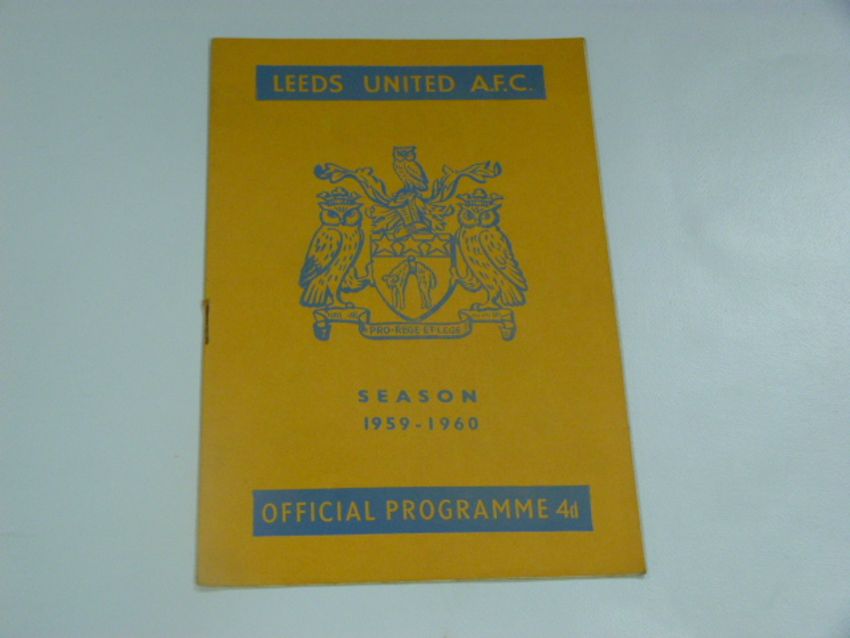 LEEDS UNITED A.F.C.
PRO·REGE·ET·LEGE
SEASON
1959-1960
OFFICIAL PROGRAMME 4d